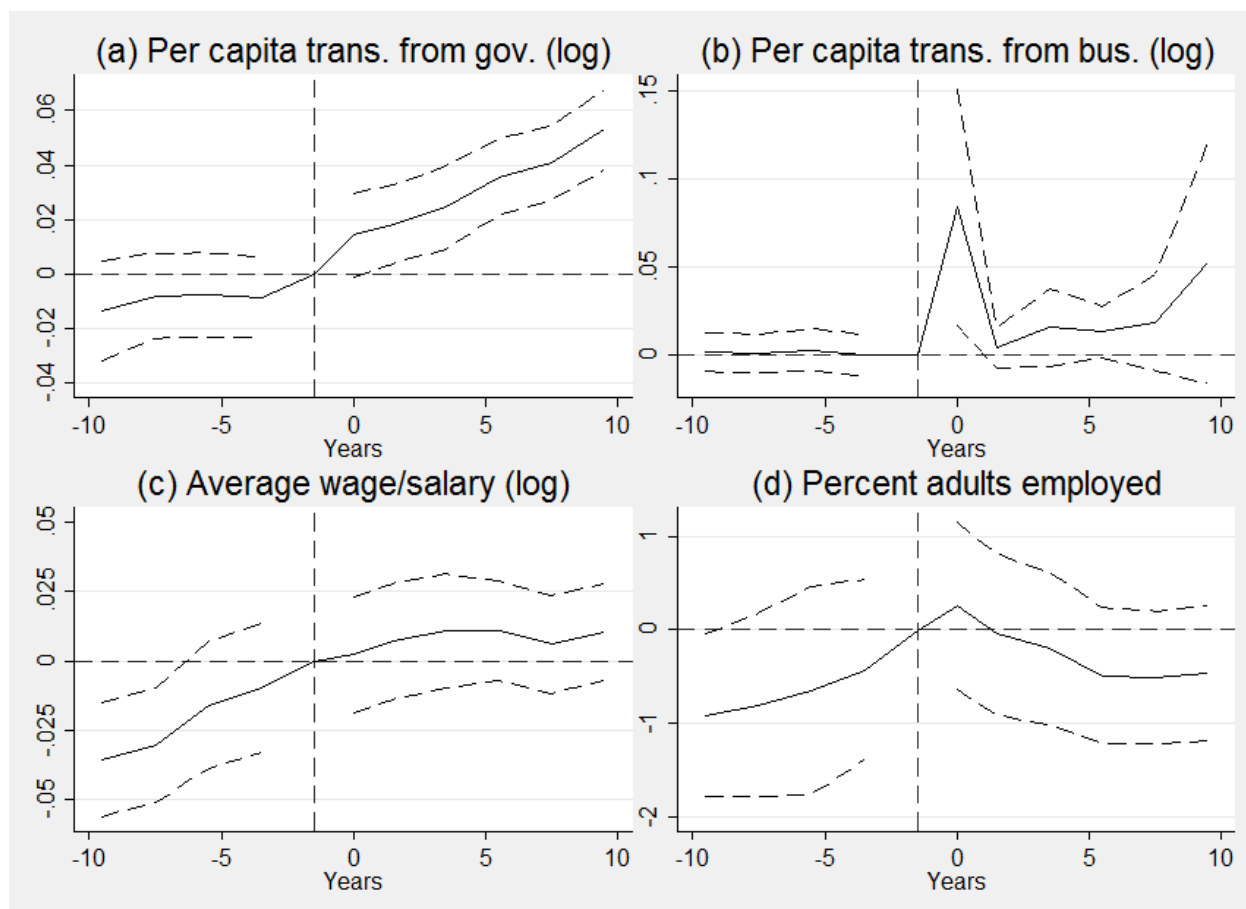 (a) Per capita trans. from gov. (log)
.06
.04
.02
0
-.02
-.04
-10 -5 0 5 10
Years
(b) Per capita trans. from bus. (log)
.15
.1
.05
0
-10 -5 0 5 10
Years
(c) Average wage/salary (log)
.05
.025
0
-.025
-.05
-10 -5 0 5 10
Years
(d) Percent adults employed
1
0
-1
-2
-10 -5 0 5 10
Years